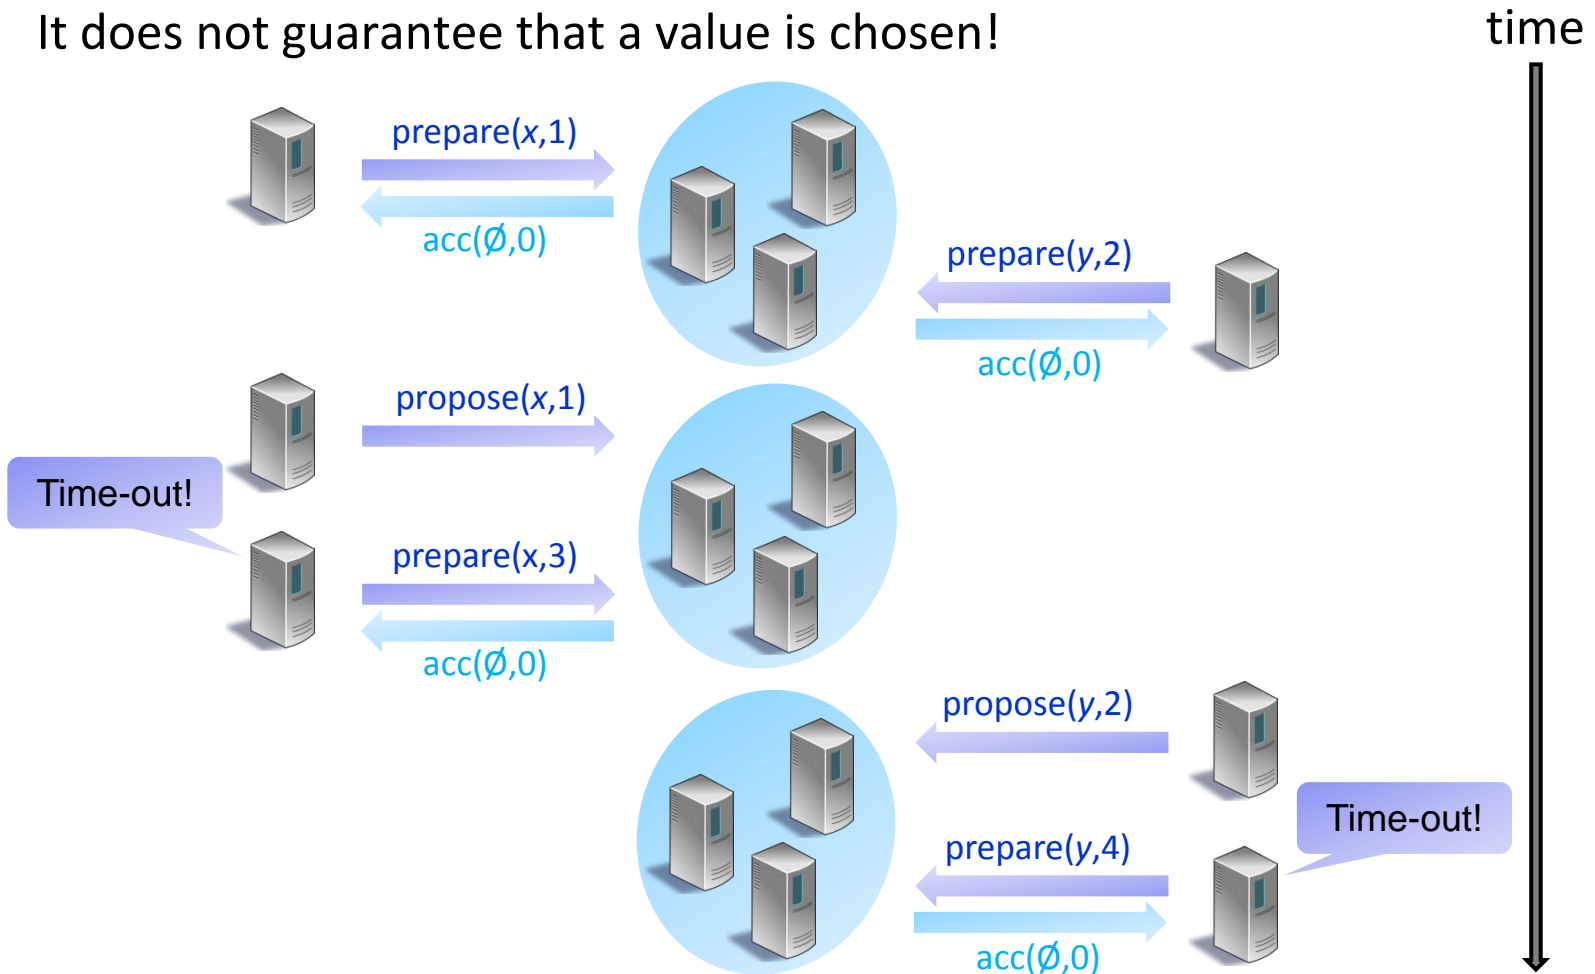 It does not guarantee that a value is chosen!
time
prepare(x,1)
acc(Ø,0)
prepare(y,2)
acc(Ø,0)
propose(x,1)
Time-out!
prepare(x,3)
acc(Ø,0)
propose(y,2)
Time-out!
prepare(y,4)
acc(Ø,0)